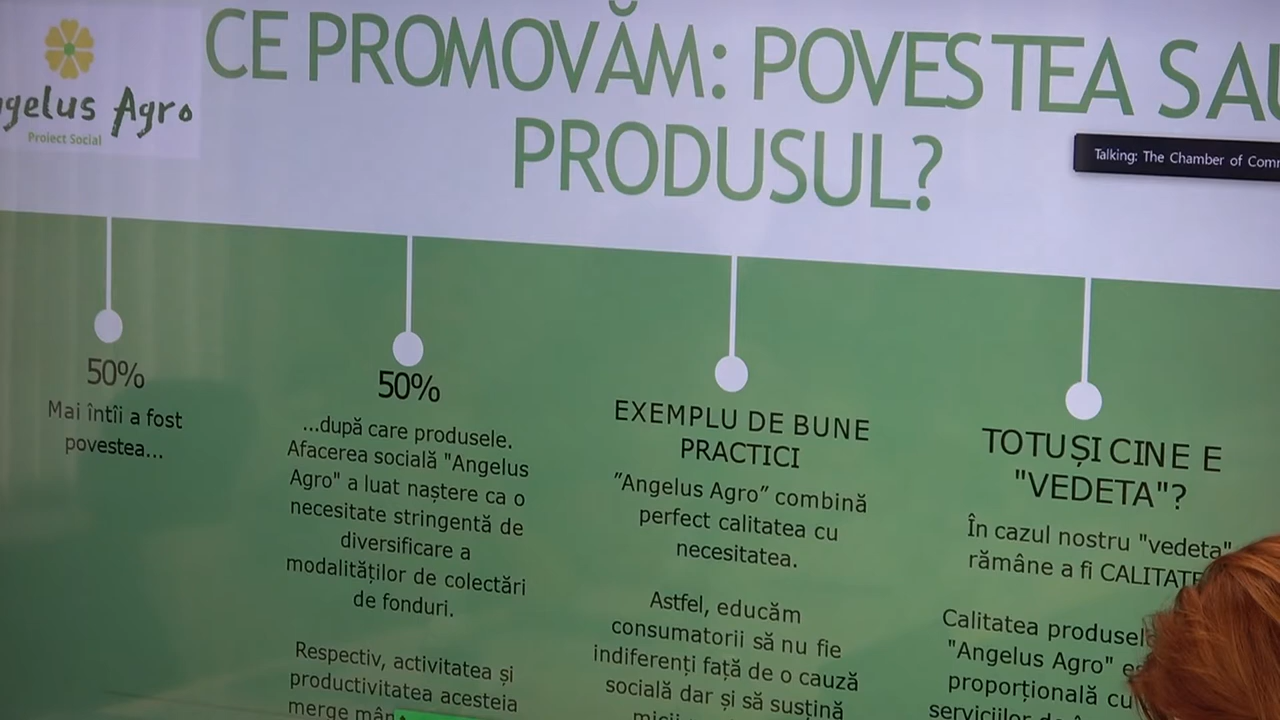 CE PROMOVĂM: POVESTEA SAU
PRODUSUL?
Angelus Agro
Proiect Social
Talking: The Chamber of Comm
50%
Mai întîi a fost
povestea...
50%
...după care produsele.
Afacerea socială "Angelus
Agro" a luat naștere ca o
necesitate stringentă de
diversificare a
modalităților de colectări
de fonduri.
Respectiv, activitatea și
productivitatea acesteia
merge
EXEMPLU DE BUNE
PRACTICI
”Angelus Agro” combină
perfect calitatea cu
necesitatea.
Astfel, educăm
consumatorii să nu fie
indiferenți față de o cauză
socială dar și să susțină
TOTUȘI CINE E
"VEDETA"?
În cazul nostru "vedeta"
rămâne a fi CALITATE
Calitatea
"Angelus Agro"
proporțională cu
serviciilor